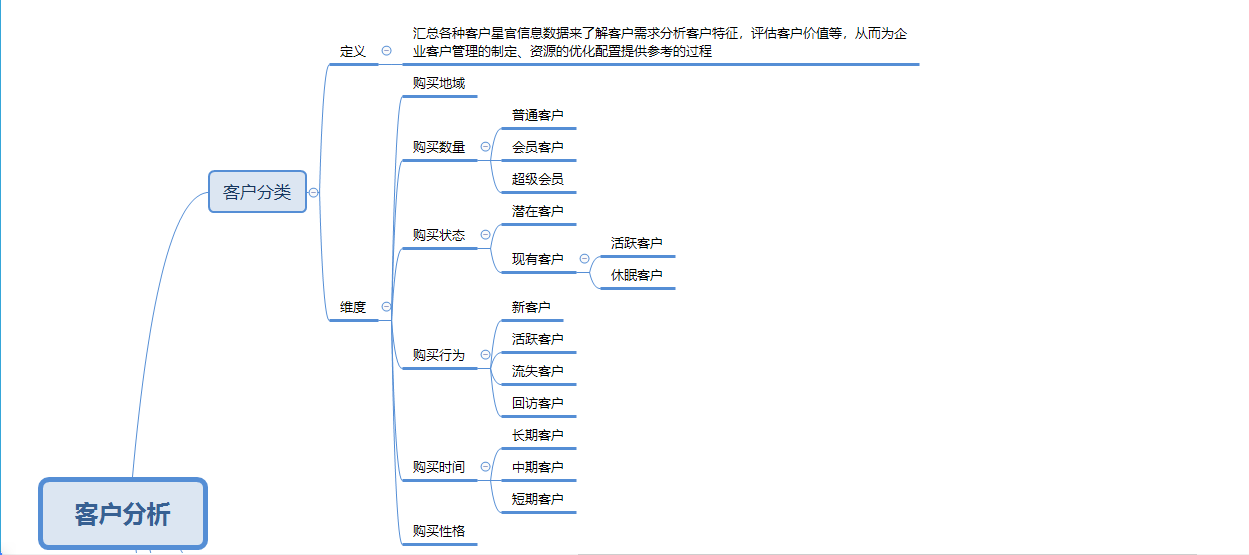 汇总各种客户星官信息数据来了解客户需求分析客户特征，评估客户价值等，从而为企
定义
业客户管理的制定、资源的优化配置提供参考的过程
购买地域
普通客户
购买数量
会员客户
超级会员
客户分类
潜在客户
购买状态
活跃客户
现有客户
休眠客户
维度
新客户
活跃客户
购买行为
流失客户
回访客户
长期客户
购买时间
中期客户
短期客户
客户分析
购买性格